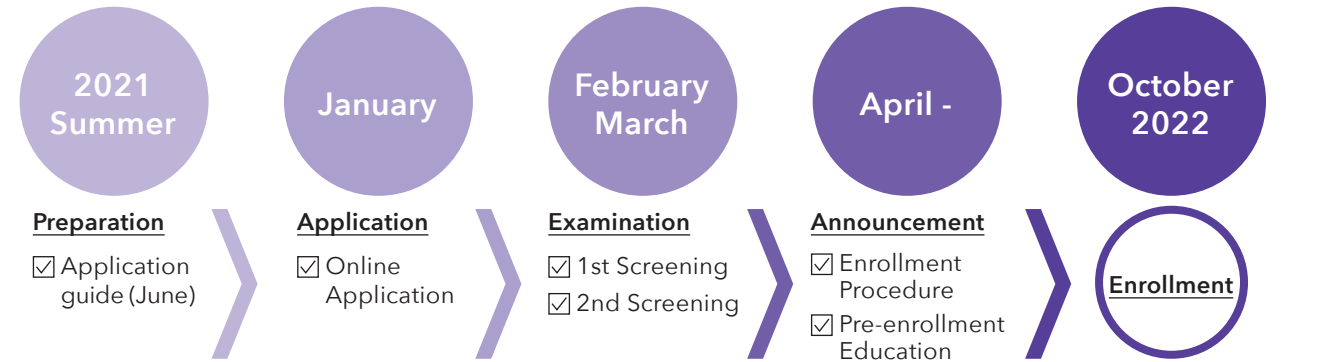 2021
Summer
January
February
March
April -
October
2022
Preparation
Application
guide (June)
Application
Online
Application
Examination
1st Screening
2nd Screening
Announcement
Enrollment
Procedure
Pre-enrollment
Education
Enrollment